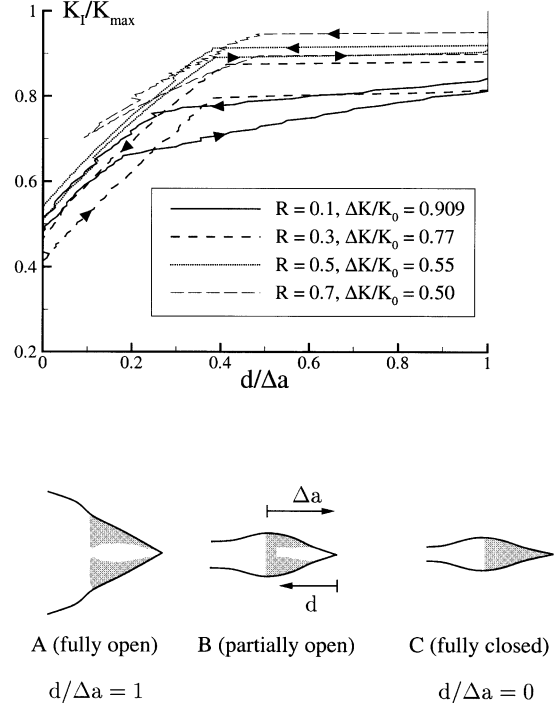 K_I/K_max
1
0.8
0.6
0.4
0.2
0
0.2
0.4
0.6
0.8
1
d/Δa
R = 0.1, ΔK/K_0 = 0.909
R = 0.3, ΔK/K_0 = 0.77
R = 0.5, ΔK/K_0 = 0.55
R = 0.7, ΔK/K_0 = 0.50
Δa
d
A (fully open) B (partially open) C (fully closed)
d/Δa = 1 d/Δa = 0